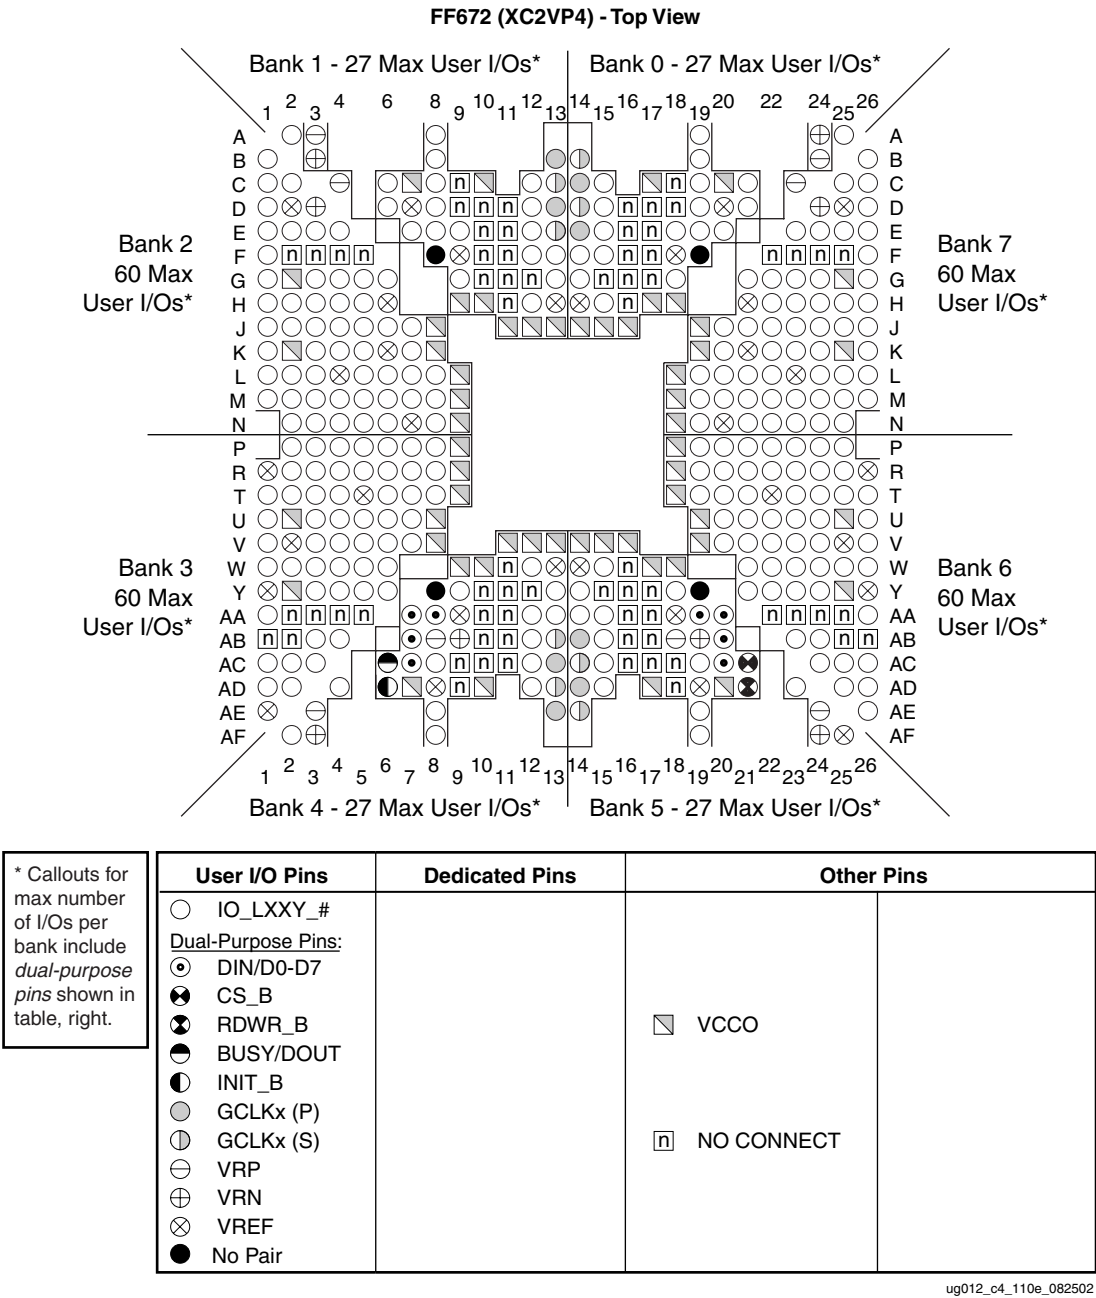 FF672 (XC2VP4) - Top View
Bank 1 - 27 Max User I/Os*
Bank 0 - 27 Max User I/Os*
1 2 3 4 6 8 9 10 11 12 13 14 15 16 17 18 19 20 22 24 25 26
A A
B B
C n n C
D n n n n n n D
E n n n n E
F n n n n n n n n n n n n F
G n n n n n n G
H n n H
J J
K K
L L
M M
N N
P P
R R
T T
U U
V V
W n n W
Y n n n n n n Y
AA n n n n n n n n n n n n AA
AB n n n n n n n n AB
AC n n n n n n AC
AD n n AD
AE AE
AF AF
1 2 3 4 5 6 7 8 9 10 11 12 13 14 15 16 17 18 19 20 21 22 23 24 25 26
Bank 2
60 Max
User I/Os*
Bank 7
60 Max
User I/Os*
Bank 3
60 Max
User I/Os*
Bank 6
60 Max
User I/Os*
Bank 4 - 27 Max User I/Os*
Bank 5 - 27 Max User I/Os*
* Callouts for
max number
of I/Os per
bank include
dual-purpose
pins shown in
table, right.
User I/O Pins
Dedicated Pins
Other Pins
IO_LXXY_#
Dual-Purpose Pins:
DIN/D0-D7
CS_B
RDWR_B
BUSY/DOUT
INIT_B
GCLKx (P)
GCLKx (S)
VRP
VRN
VREF
No Pair
VCCO
n NO CONNECT
ug012_c4_110e_082502